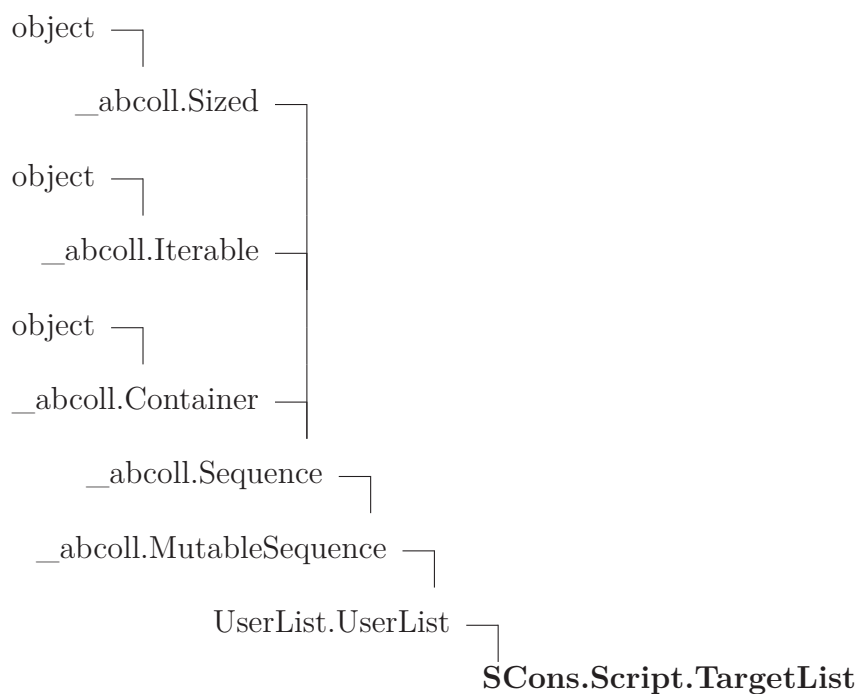 object
_abcoll.Sized
object
_abcoll.Iterable
object
_abcoll.Container
_abcoll.Sequence
_abcoll.MutableSequence
UserList.UserList
SCons.Script.TargetList